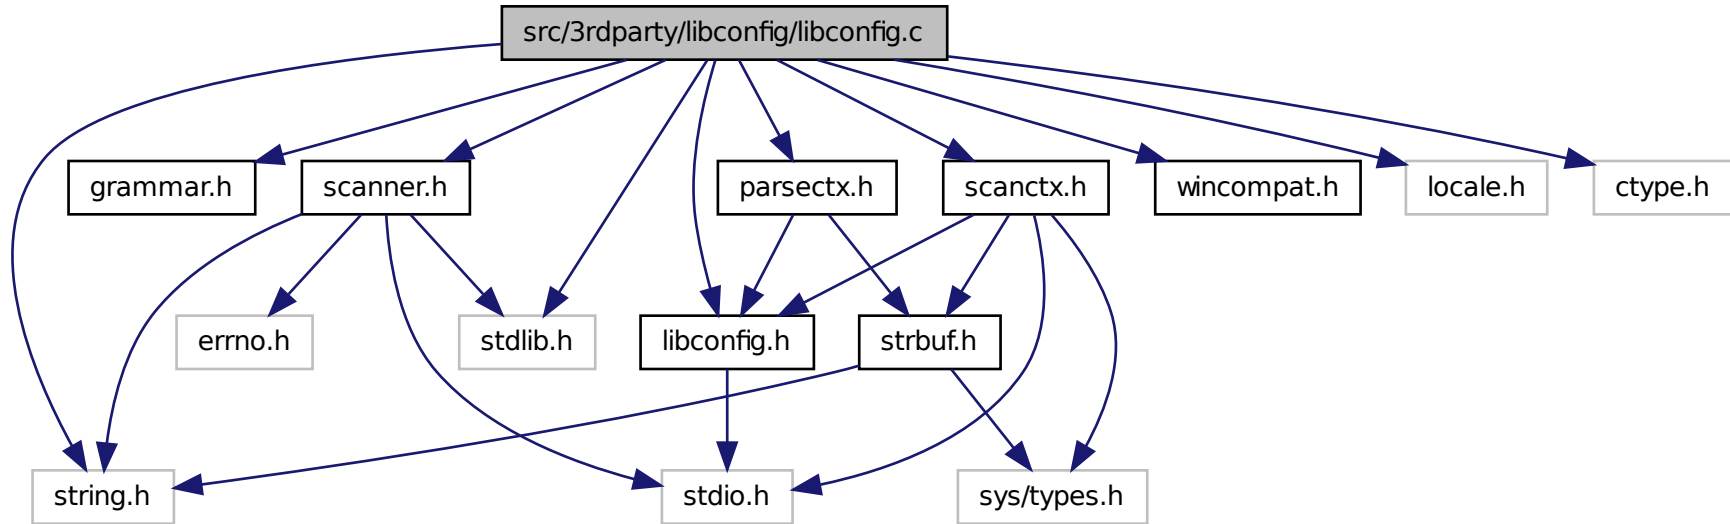 src/3rdparty/libconfig/libconfig.c
grammar.h
scanner.h
parsectx.h
scanctx.h
wincompat.h
locale.h
ctype.h
errno.h
stdlib.h
libconfig.h
strbuf.h
string.h
stdio.h
sys/types.h